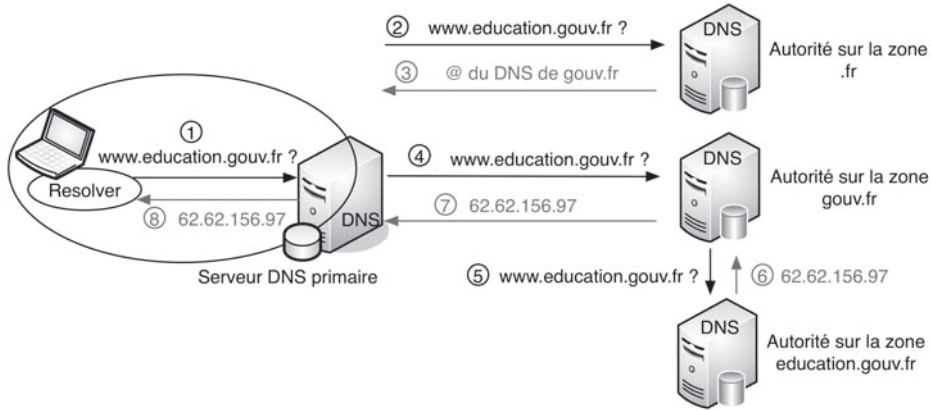 ② www.education.gouv.fr ?
DNS
Autorité sur la zone
.fr
③ @ du DNS de gouv.fr
①
www.education.gouv.fr ?
Resolver
⑧ 62.62.156.97
DNS
Serveur DNS primaire
④ www.education.gouv.fr ?
DNS
Autorité sur la zone
gouv.fr
⑦ 62.62.156.97
⑤ www.education.gouv.fr ?
⑥ 62.62.156.97
DNS
Autorité sur la zone
education.gouv.fr